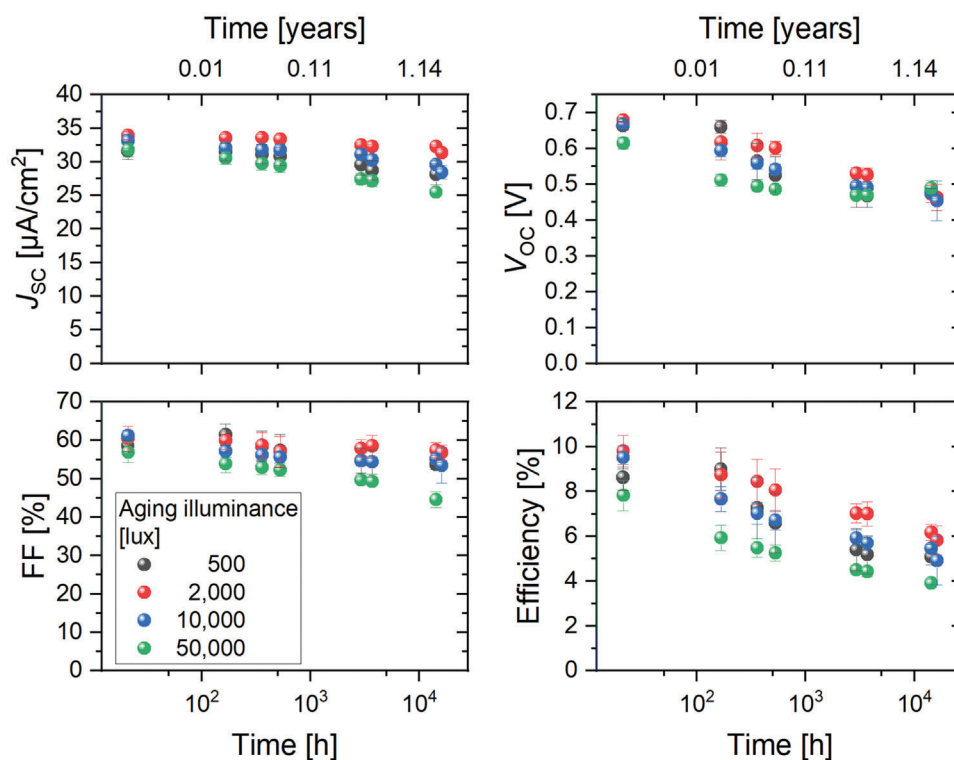 Time [years]
Time [years]
0.01 0.11 1.14
0.01 0.11 1.14
40
35
30
25
20
15
10
5
0
J_SC [µA/cm²]
0.7
0.6
0.5
0.4
0.3
0.2
0.1
0.0
V_OC [V]
70
60
50
40
30
20
10
0
FF [%]
Aging illuminance
[lux]
500
2,000
10,000
50,000
12
10
8
6
4
2
0
Efficiency [%]
10² 10³ 10⁴
10² 10³ 10⁴
Time [h]
Time [h]